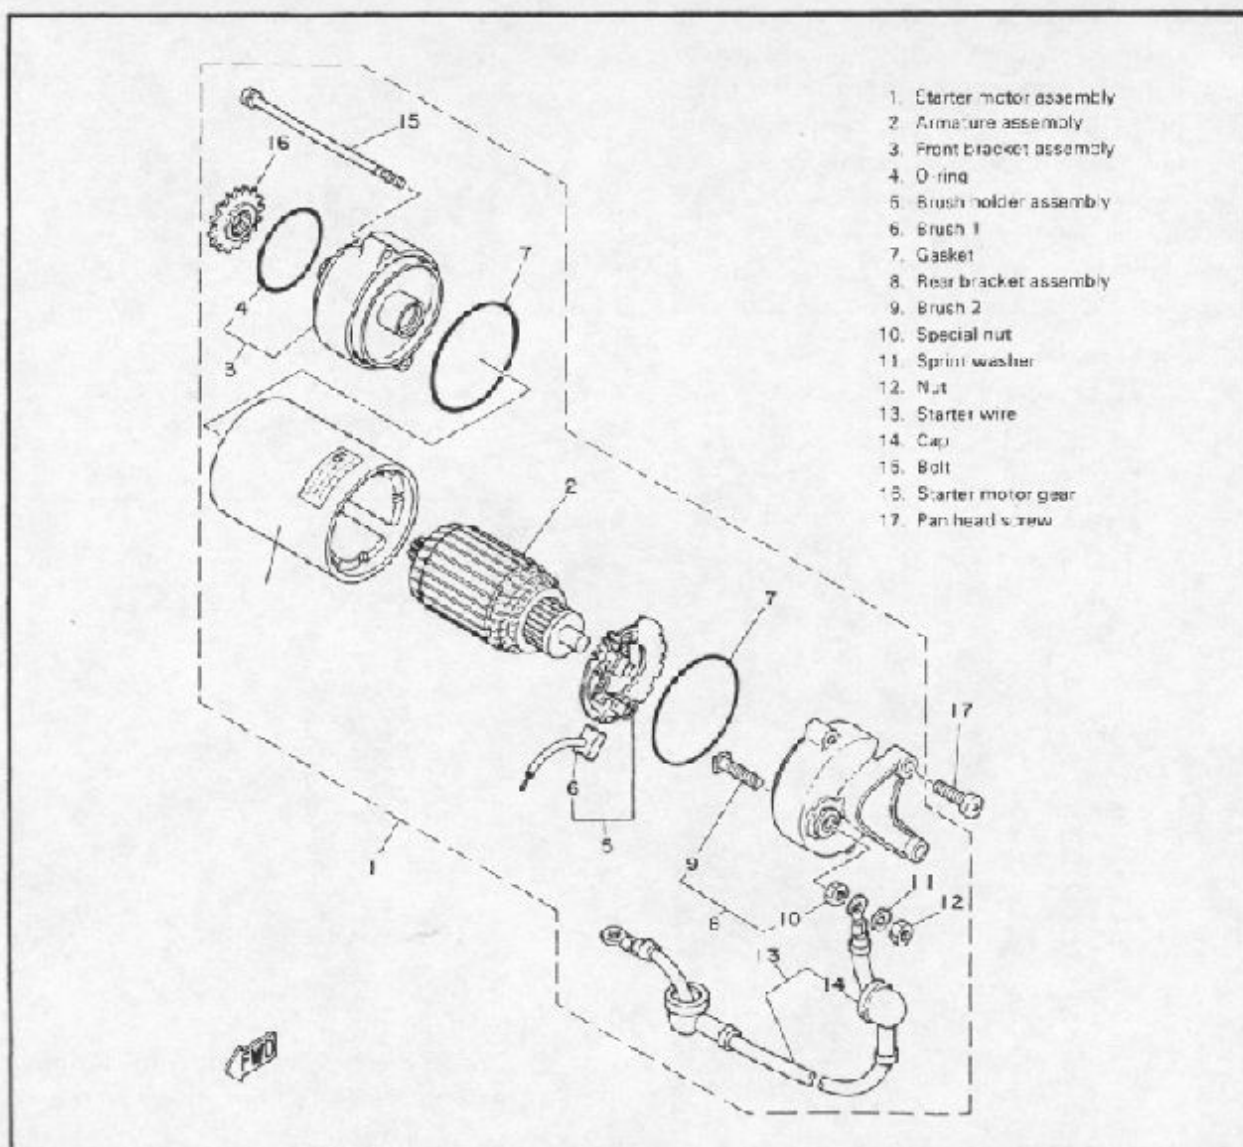 1. Starter motor assembly
2. Armature assembly
3. Front bracket assembly
4. O-ring
5. Brush holder assembly
6. Brush 1
7. Gasket
8. Rear bracket assembly
9. Brush 2
10. Special nut
11. Sprint washer
12. Nut
13. Starter wire
14. Cap
15. Bolt
16. Starter motor gear
17. Pan head screw
15
16
7
4
3
2
7
17
6
5
9
1
11
12
10
8
13
14
FWD